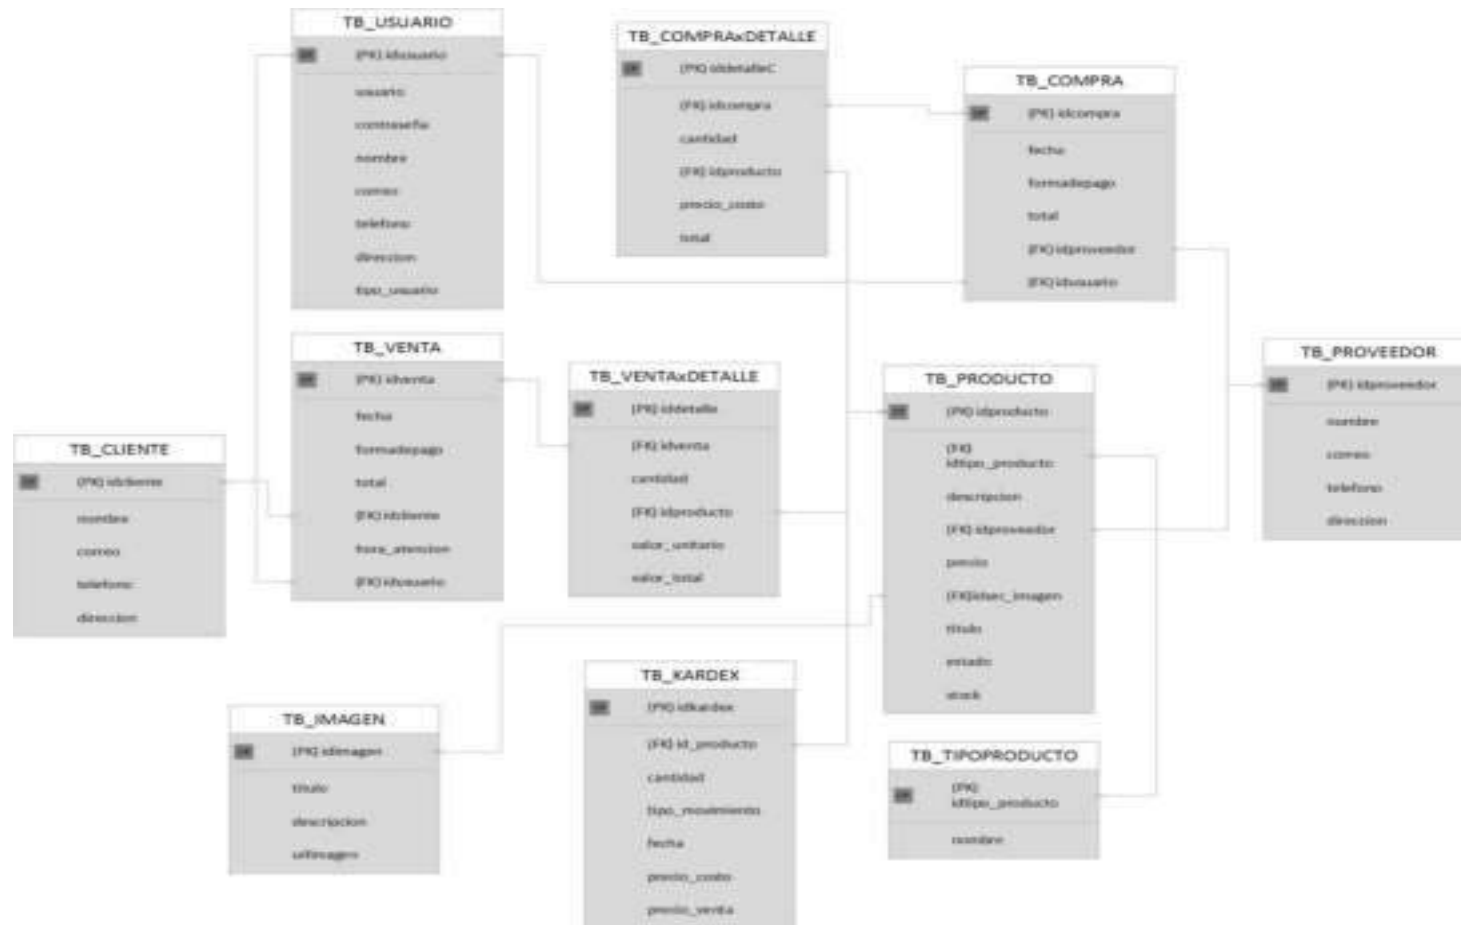 TB_USUARIO
(PK) idusuario
usuario
contraseña
nombre
correo
telefono
direccion
tipo_usuario
TB_COMPRAxDETALLE
(PK) iddetalleC
(FK) idcompra
cantidad
(FK) idproducto
precio_costo
total
TB_COMPRA
(PK) idcompra
fecha
formadepago
total
(FK) idproveedor
(FK) idusuario
TB_VENTA
(PK) idventa
fecha
formadepago
total
(FK) idcliente
hora_atencion
(FK) idusuario
TB_VENTAxDETALLE
(PK) iddetalle
(FK) idventa
cantidad
(FK) idproducto
valor_unitario
valor_total
TB_PRODUCTO
(PK) idproducto
(FK)
idtipo_producto
descripcion
(FK) idproveedor
precio
(FK)idsec_imagen
titulo
estado
stock
TB_PROVEEDOR
(PK) idproveedor
nombre
correo
telefono
direccion
TB_CLIENTE
(PK) idcliente
nombre
correo
telefono
direccion
TB_IMAGEN
(PK) idimagen
titulo
descripcion
TB_KARDEX
(PK) idkardex
(FK) id_producto
cantidad
tipo_movimiento
fecha
precio_costo
precio_venta
TB_TIPOPRODUCTO
(PK)
idtipo_producto
nombre